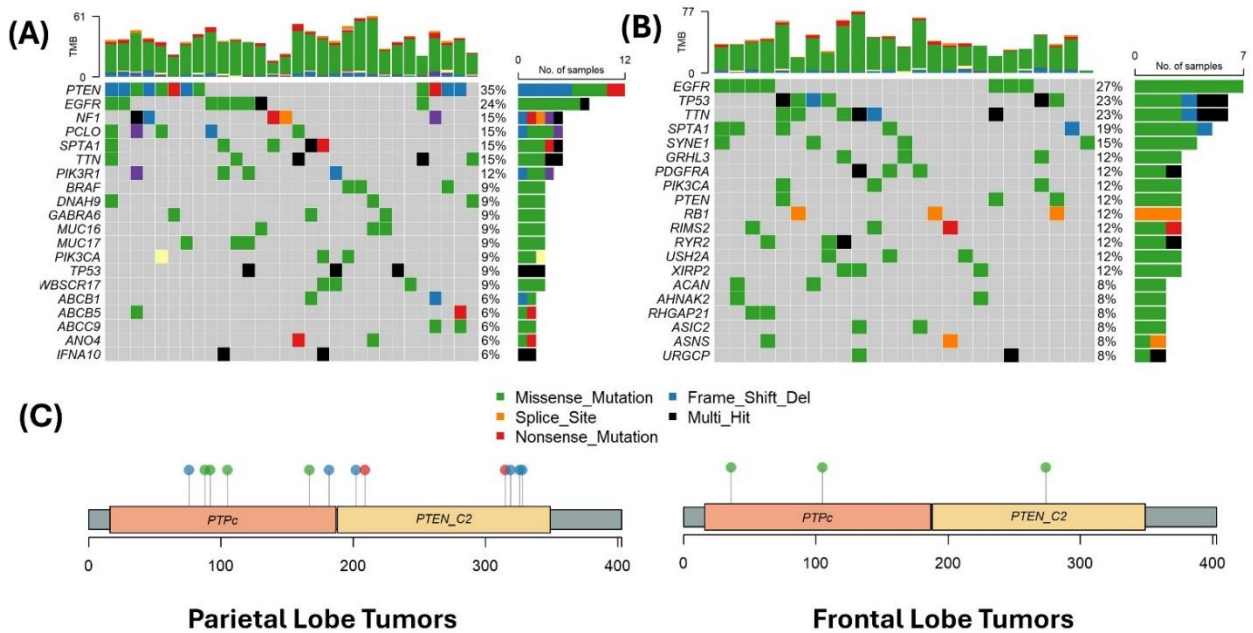 (A)
61
TMB
0
No. of samples
0
12
PTEN 35%
EGFR 24%
NF1 15%
PCLO 15%
SPTA1 15%
TTN 15%
PIK3R1 12%
BRAF 9%
DNAH9 9%
GABRA6 9%
MUC16 9%
MUC17 9%
PIK3CA 9%
TP53 9%
WBSCR17 9%
ABCB1 6%
ABCB5 6%
ABCC9 6%
ANO4 6%
IFNA10 6%
(B)
77
TMB
0
No. of samples
0
7
EGFR 27%
TP53 23%
TTN 23%
SPTA1 19%
SYNE1 15%
GRHL3 12%
PDGFRA 12%
PIK3CA 12%
PTEN 12%
RB1 12%
RIMS2 12%
RYR2 12%
USH2A 12%
XIRP2 12%
ACAN 8%
AHNAK2 8%
RHGAP21 8%
ASIC2 8%
ASNS 8%
URGCP 8%
Missense_Mutation
Splice_Site
Nonsense_Mutation
Frame_Shift_Del
Multi_Hit
(C)
PTPc PTEN_C2
0 100 200 300 400
Parietal Lobe Tumors
PTPc PTEN_C2
0 100 200 300 400
Frontal Lobe Tumors